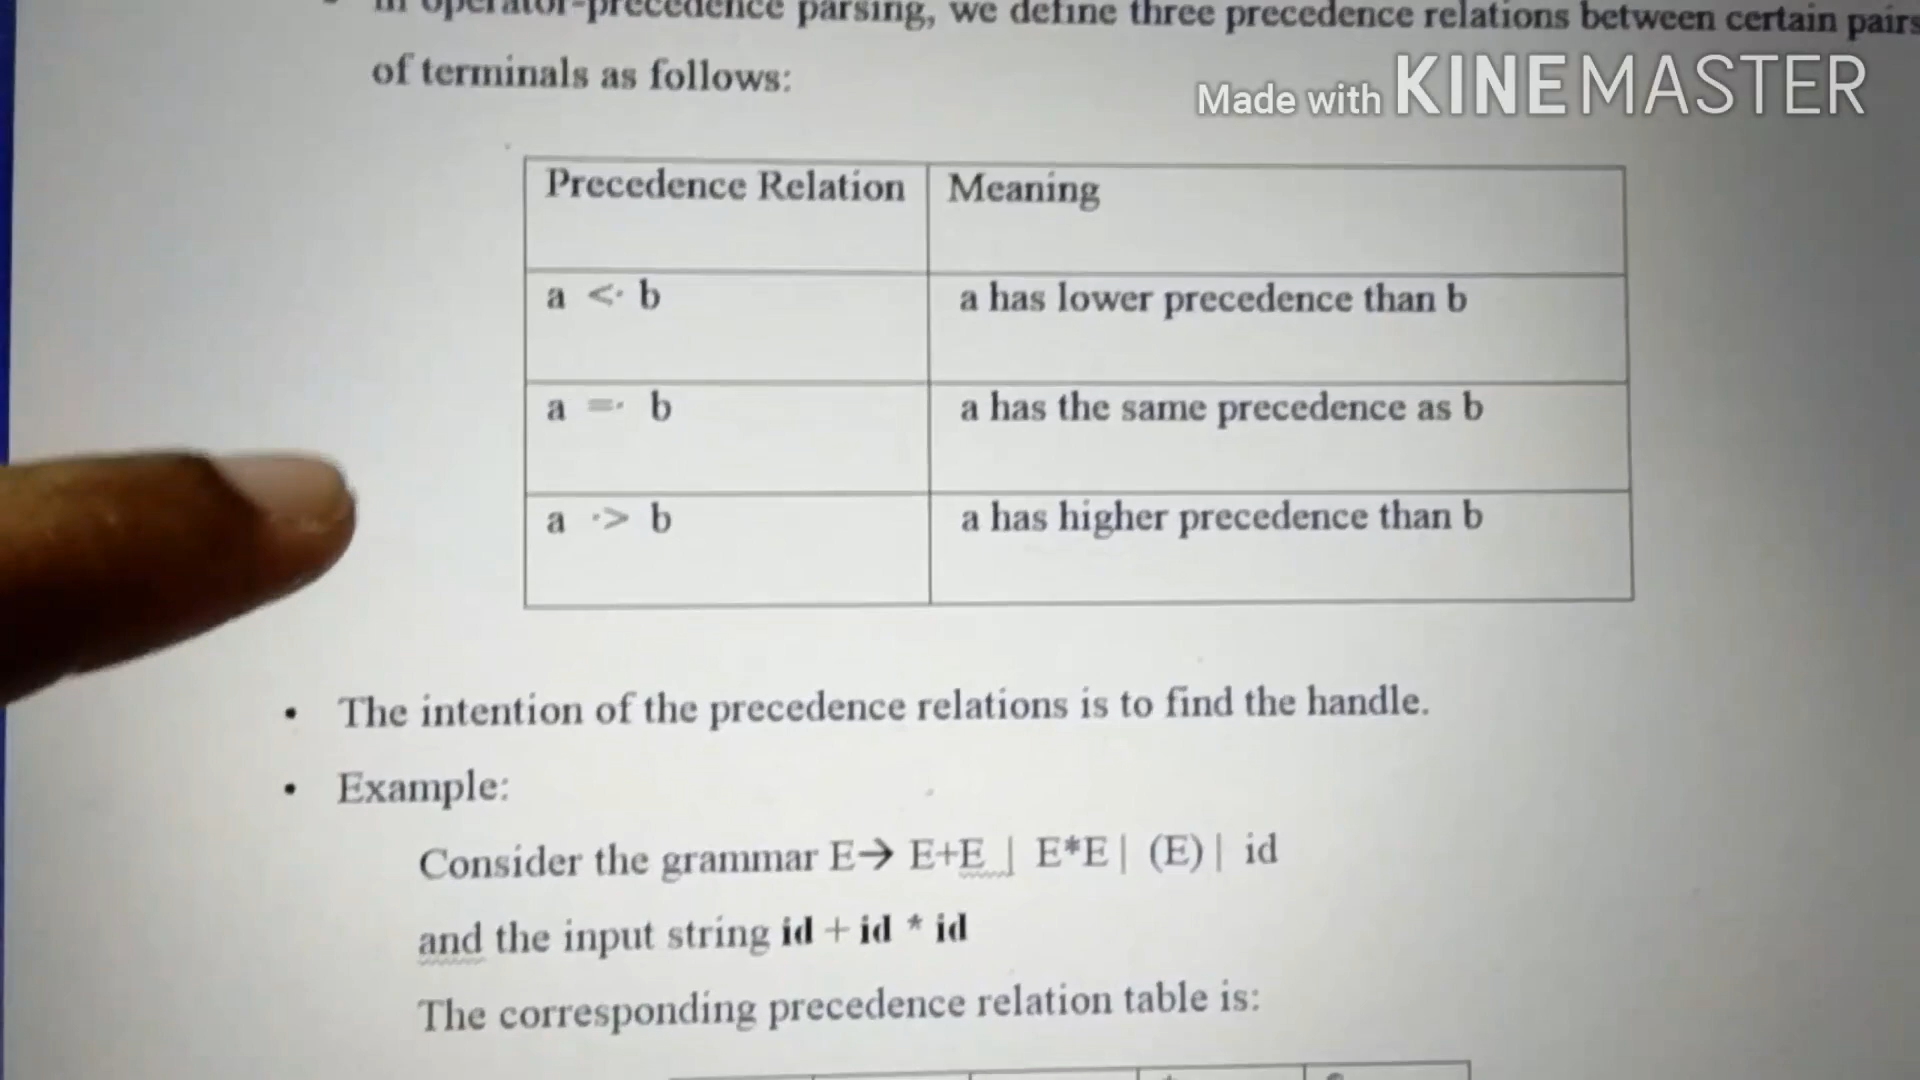 In operator-precedence parsing, we define three precedence relations between certain pairs
of terminals as follows:
Made with KINEMASTER
Precedence Relation Meaning
a <· b a has lower precedence than b
a =· b a has the same precedence as b
a ·> b a has higher precedence than b
• The intention of the precedence relations is to find the handle.
• Example:
Consider the grammar E→ E+E | E*E | (E) | id
and the input string id + id * id
The corresponding precedence relation table is: